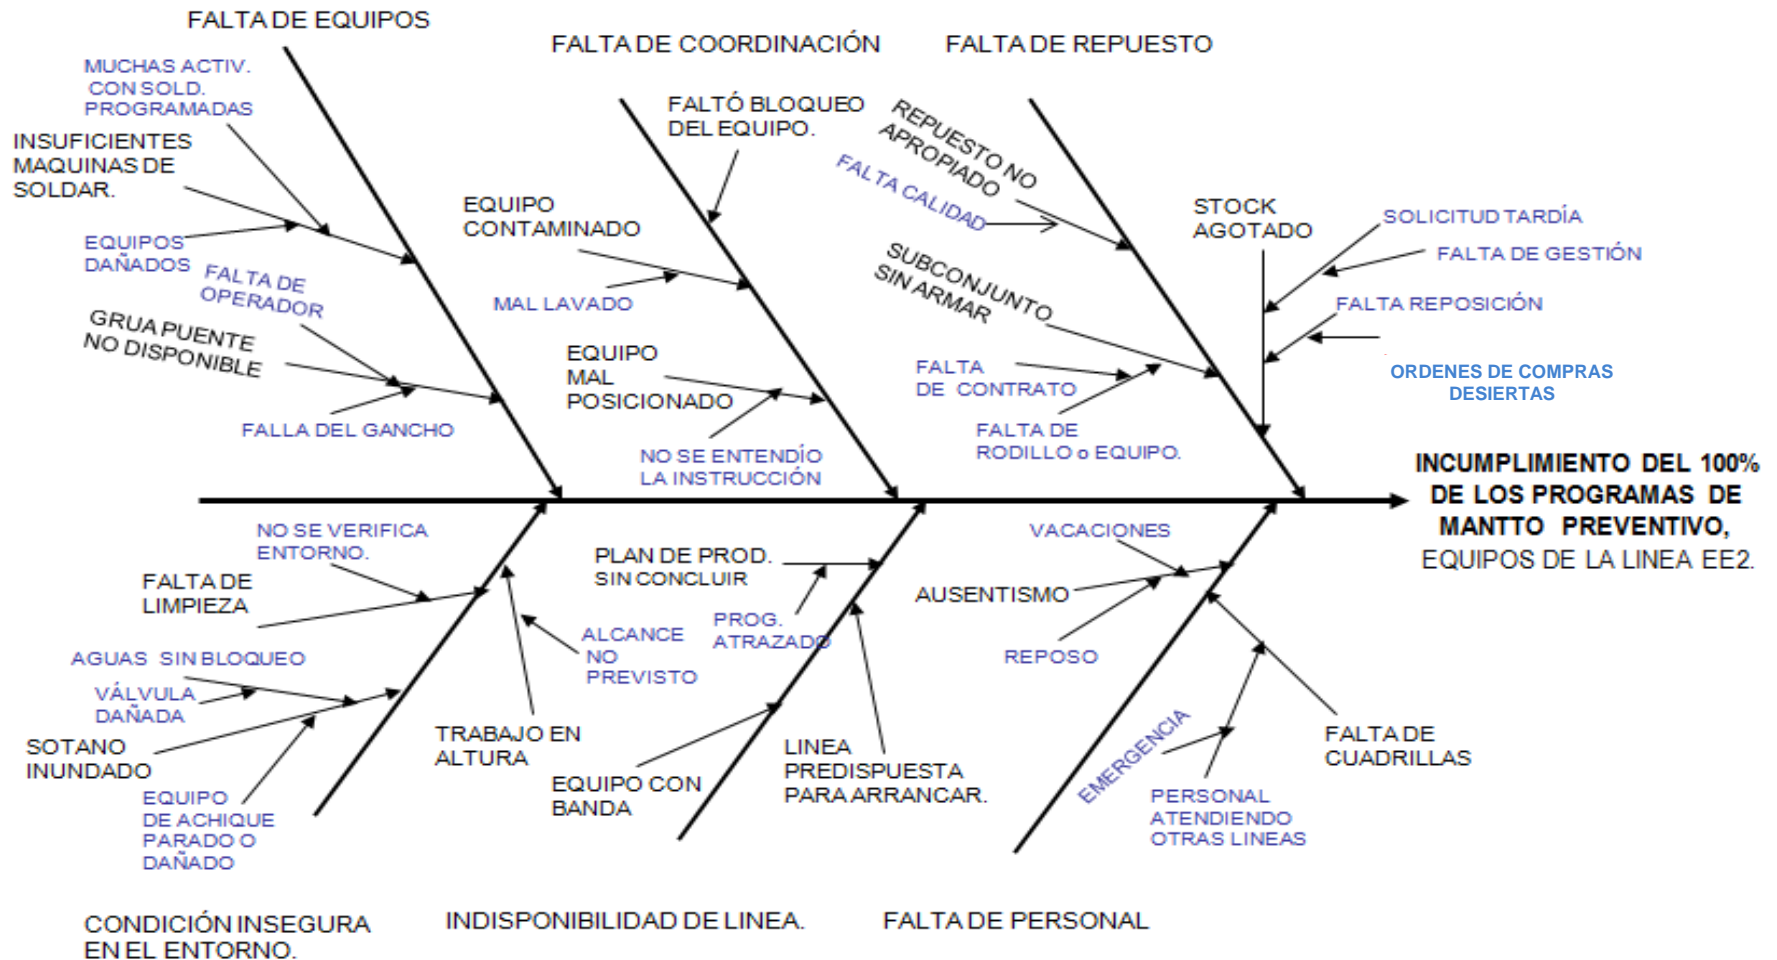 FALTA DE EQUIPOS
FALTA DE COORDINACIÓN
FALTA DE REPUESTO
MUCHAS ACTIV.
CON SOLD.
PROGRAMADAS
INSUFICIENTES
MAQUINAS DE
SOLDAR.
EQUIPOS
DAÑADOS
FALTA DE
OPERADOR
GRUA PUENTE
NO DISPONIBLE
FALLA DEL GANCHO
FALTÓ BLOQUEO
DEL EQUIPO.
EQUIPO
CONTAMINADO
MAL LAVADO
EQUIPO
MAL
POSICIONADO
NO SE ENTENDÍO
LA INSTRUCCIÓN
REPUESTO NO
APROPIADO
FALTA CALIDAD
SUBCONJUNTO
SIN ARMAR
FALTA
DE CONTRATO
FALTA DE
RODILLO o EQUIPO.
STOCK
AGOTADO
SOLICITUD TARDÍA
FALTA DE GESTIÓN
FALTA REPOSICIÓN
ORDENES DE COMPRAS
DESIERTAS
INCUMPLIMIENTO DEL 100%
DE LOS PROGRAMAS DE
MANTTO PREVENTIVO,
EQUIPOS DE LA LINEA EE2.
NO SE VERIFICA
ENTORNO.
FALTA DE
LIMPIEZA
AGUAS SIN BLOQUEO
VÁLVULA
DAÑADA
SOTANO
INUNDADO
EQUIPO
DE ACHIQUE
PARADO O
DAÑADO
ALCANCE
NO
PREVISTO
TRABAJO EN
ALTURA
PLAN DE PROD.
SIN CONCLUIR
PROG.
ATRAZADO
EQUIPO CON
BANDA
LINEA
PREDISPUESTA
PARA ARRANCAR.
VACACIONES
AUSENTISMO
REPOSO
EMERGENCIA
PERSONAL
ATENDIENDO
OTRAS LINEAS
FALTA DE
CUADRILLAS
CONDICIÓN INSEGURA
EN EL ENTORNO.
INDISPONIBILIDAD DE LINEA.
FALTA DE PERSONAL